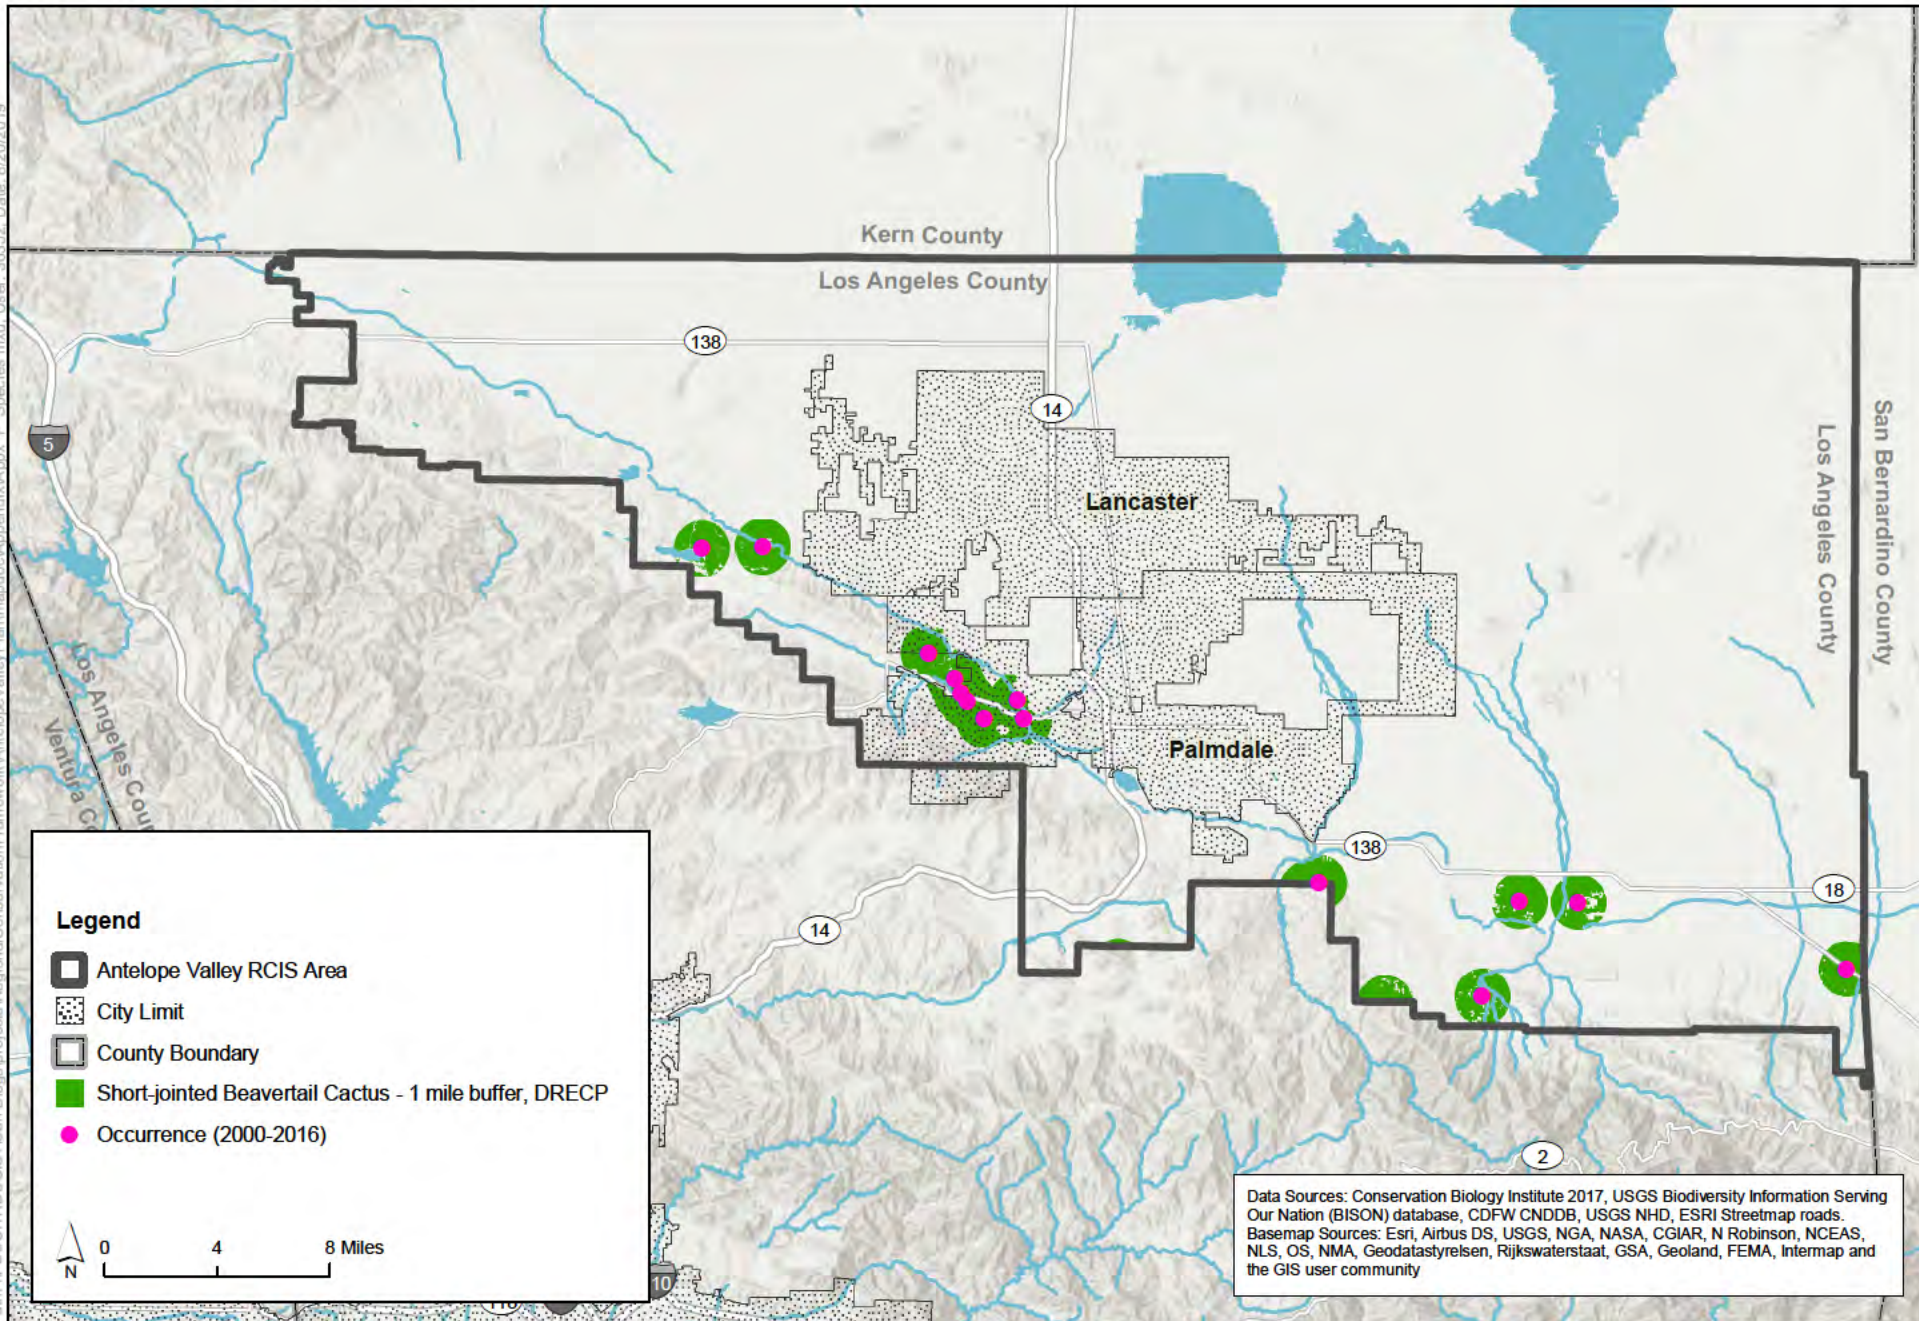 Kern County
Los Angeles County
138
14
5
Lancaster
Los Angeles County
San Bernardino County
Los Angeles Coun
Ventura Co
Palmdale
138
18
14
2
10
Legend
Antelope Valley RCIS Area
City Limit
County Boundary
Short-jointed Beavertail Cactus - 1 mile buffer, DRECP
Occurrence (2000-2016)
N
0 4 8 Miles
Data Sources: Conservation Biology Institute 2017, USGS Biodiversity Information Serving
Our Nation (BISON) database, CDFW CNDDB, USGS NHD, ESRI Streetmap roads.
Basemap Sources: Esri, Airbus DS, USGS, NGA, NASA, CGIAR, N Robinson, NCEAS,
NLS, OS, NMA, Geodatastyrelsen, Rijkswaterstaat, GSA, Geoland, FEMA, Intermap and
the GIS user community